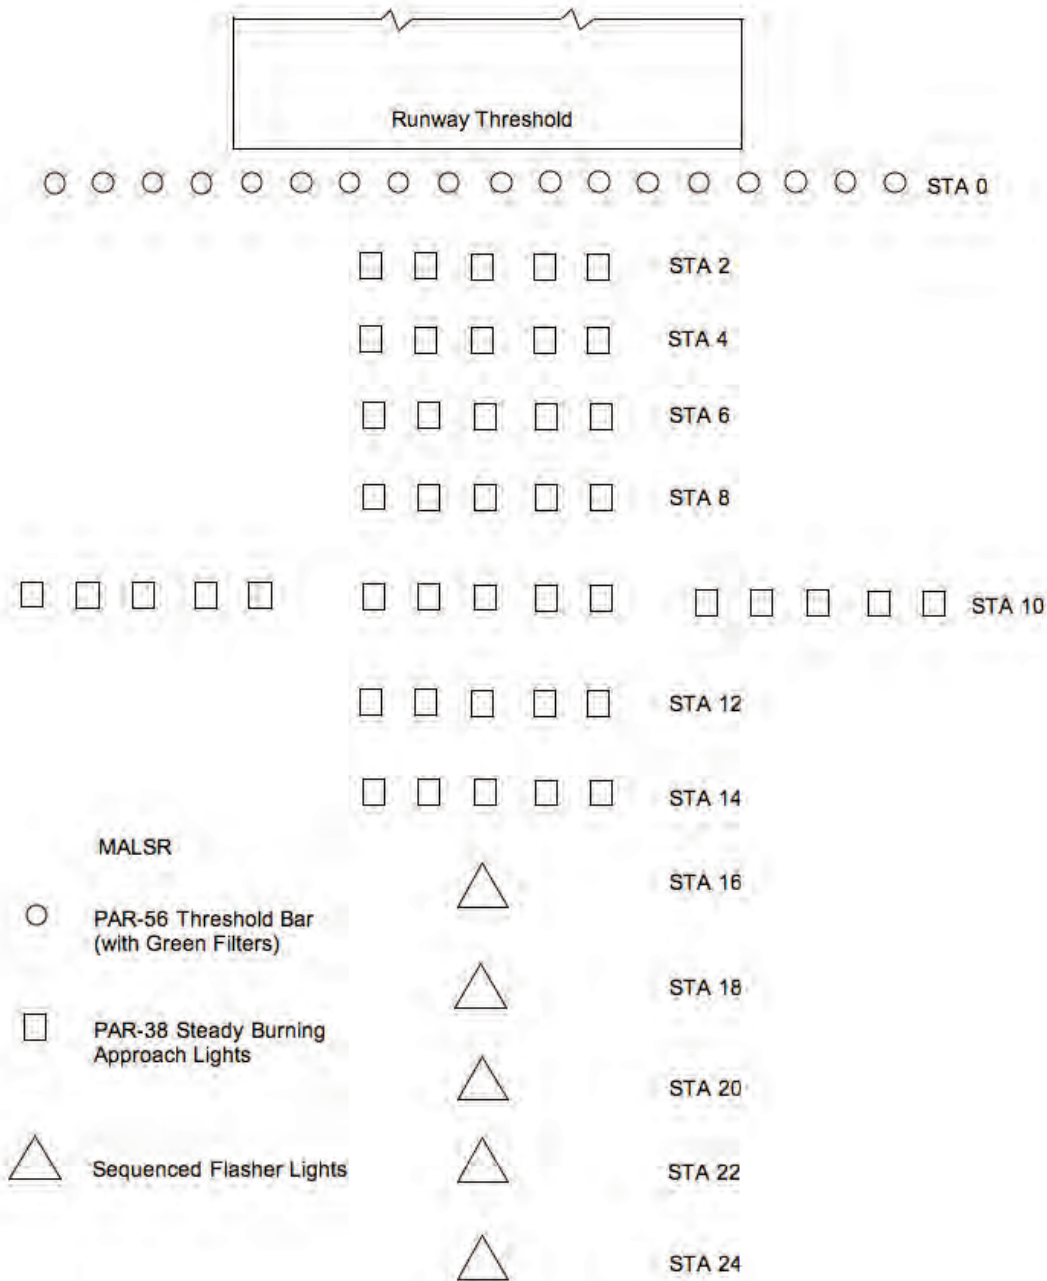 Runway Threshold
STA 0
STA 2
STA 4
STA 6
STA 8
STA 10
STA 12
STA 14
MALSR
STA 16
PAR-56 Threshold Bar
(with Green Filters)
STA 18
PAR-38 Steady Burning
Approach Lights
STA 20
Sequenced Flasher Lights
STA 22
STA 24